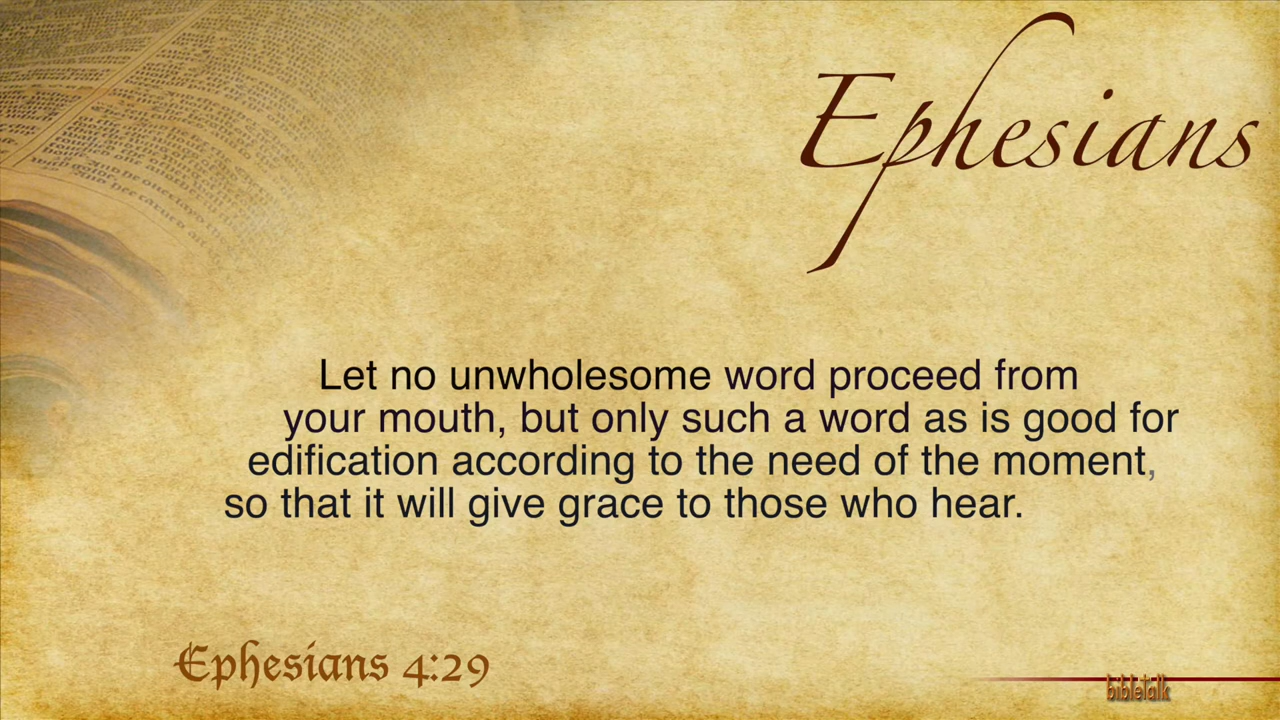 Ephesians
Let no unwholesome word proceed from
your mouth, but only such a word as is good for
edification according to the need of the moment,
so that it will give grace to those who hear.
Ephesians 4:29
bibletalk